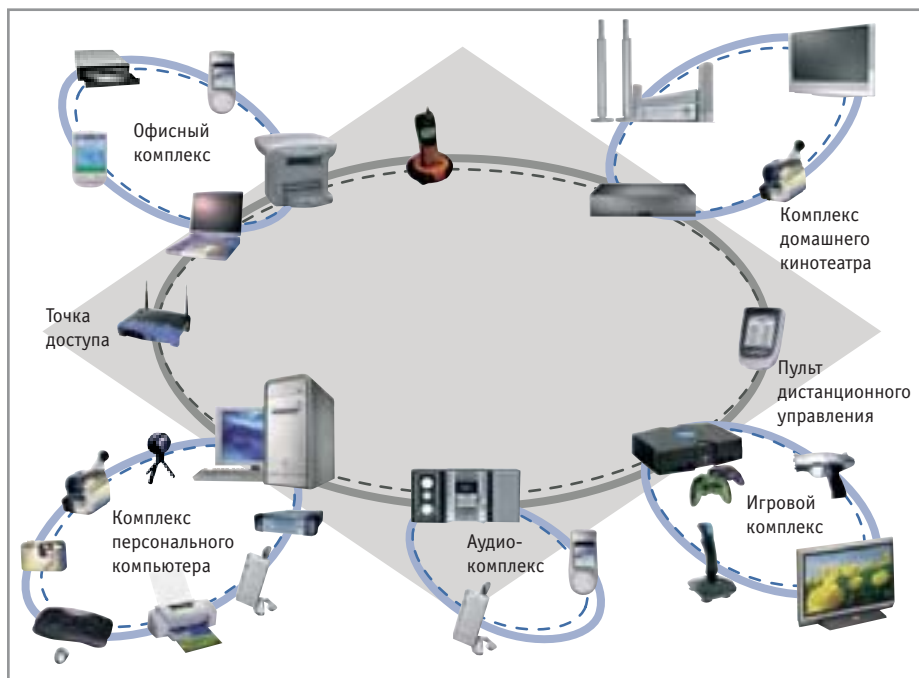 Офисный
комплекс
Комплекс
домашнего
кинотеатра
Точка
доступа
Пульт
дистанционного
управления
Комплекс
персонального
компьютера
Аудио-
комплекс
Игровой
комплекс